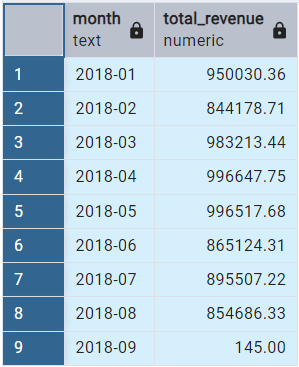 month total_revenue
text numeric
1 2018-01 950030.36
2 2018-02 844178.71
3 2018-03 983213.44
4 2018-04 996647.75
5 2018-05 996517.68
6 2018-06 865124.31
7 2018-07 895507.22
8 2018-08 854686.33
9 2018-09 145.00